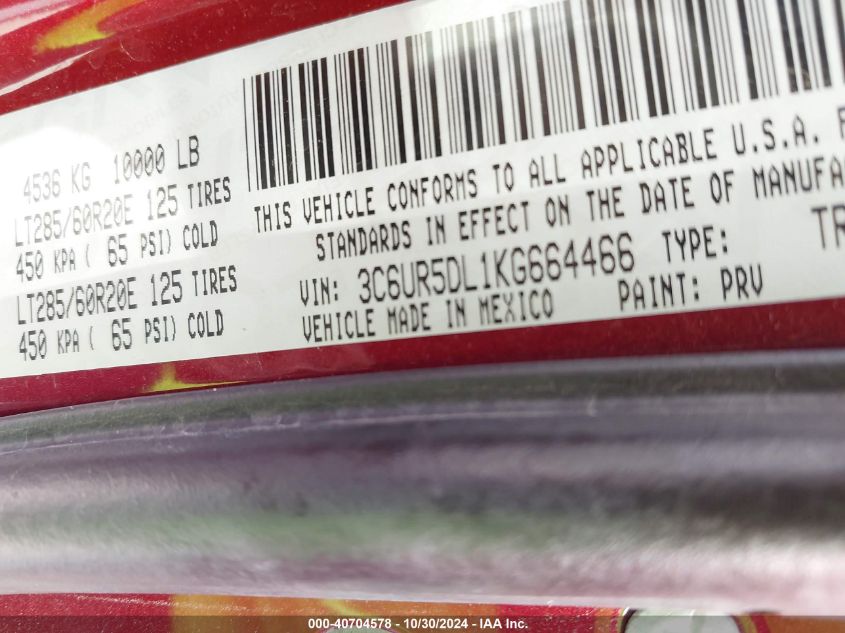 4536 KG 10000 LB
LT285/60R20E 125 TIRES
450 KPA ( 65 PSI) COLD
LT285/60R20E 125 TIRES
450 KPA ( 65 PSI) COLD
THIS VEHICLE CONFORMS TO ALL APPLICABLE U.S.A. F
STANDARDS IN EFFECT ON THE DATE OF MANUFA
VIN: 3C6UR5DL1KG664466 TYPE: TR
VEHICLE MADE IN MEXICO PAINT: PRV
000-40704578 - 10/30/2024 - IAA Inc.